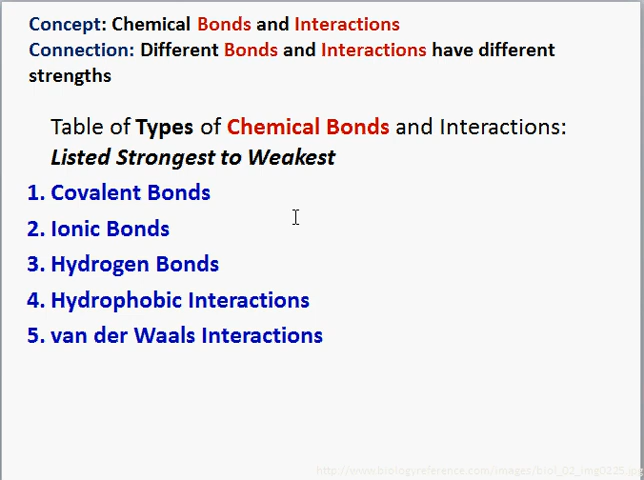 Concept: Chemical Bonds and Interactions
Connection: Different Bonds and Interactions have different
strengths
Table of Types of Chemical Bonds and Interactions:
Listed Strongest to Weakest
1. Covalent Bonds
2. Ionic Bonds
3. Hydrogen Bonds
4. Hydrophobic Interactions
5. van der Waals Interactions
http://www.biologyreference.com/images/biol_02_img0225.jpg